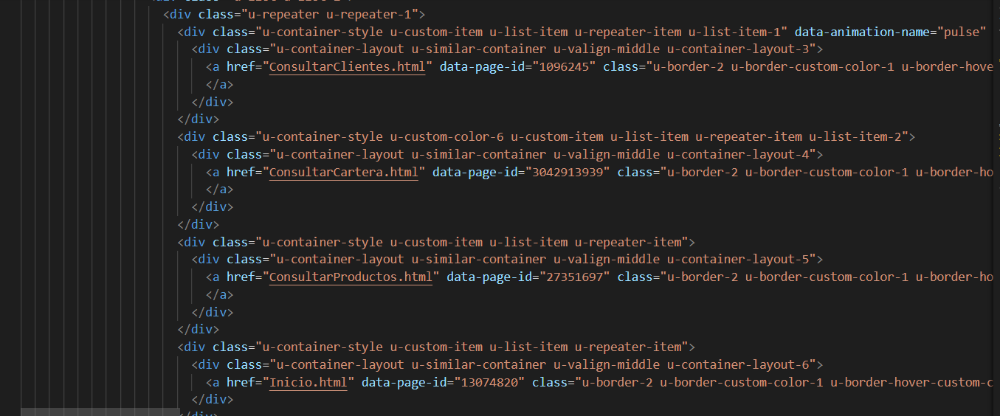 <div class="u-repeater u-repeater-1">
<div class="u-container-style u-custom-item u-list-item u-repeater-item u-list-item-1" data-animation-name="pulse"
<div class="u-container-layout u-similar-container u-valign-middle u-container-layout-3">
<a href="ConsultarClientes.html" data-page-id="1096245" class="u-border-2 u-border-custom-color-1 u-border-hove
</a>
</div>
</div>
<div class="u-container-style u-custom-color-6 u-custom-item u-list-item u-repeater-item u-list-item-2">
<div class="u-container-layout u-similar-container u-valign-middle u-container-layout-4">
<a href="ConsultarCartera.html" data-page-id="3042913939" class="u-border-2 u-border-custom-color-1 u-border-ho
</a>
</div>
</div>
<div class="u-container-style u-custom-item u-list-item u-repeater-item">
<div class="u-container-layout u-similar-container u-valign-middle u-container-layout-5">
<a href="ConsultarProductos.html" data-page-id="27351697" class="u-border-2 u-border-custom-color-1 u-border-ho
</a>
</div>
</div>
<div class="u-container-style u-custom-item u-list-item u-repeater-item">
<div class="u-container-layout u-similar-container u-valign-middle u-container-layout-6">
<a href="Inicio.html" data-page-id="13074820" class="u-border-2 u-border-custom-color-1 u-border-hover-custom-c
</div>
</div>